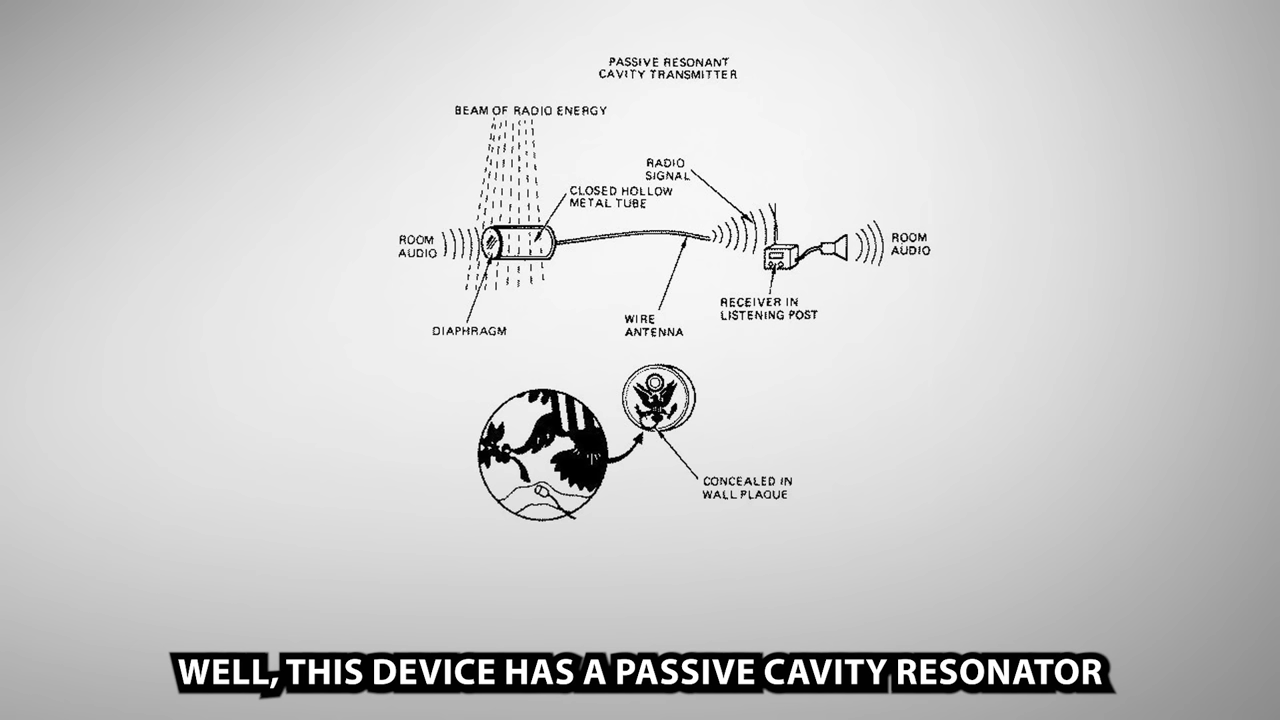 PASSIVE RESONANT
CAVITY TRANSMITTER
BEAM OF RADIO ENERGY
RADIO
SIGNAL
CLOSED HOLLOW
METAL TUBE
ROOM
AUDIO
ROOM
AUDIO
RECEIVER IN
LISTENING POST
WIRE
ANTENNA
DIAPHRAGM
CONCEALED IN
WALL PLAQUE
WELL, THIS DEVICE HAS A PASSIVE CAVITY RESONATOR